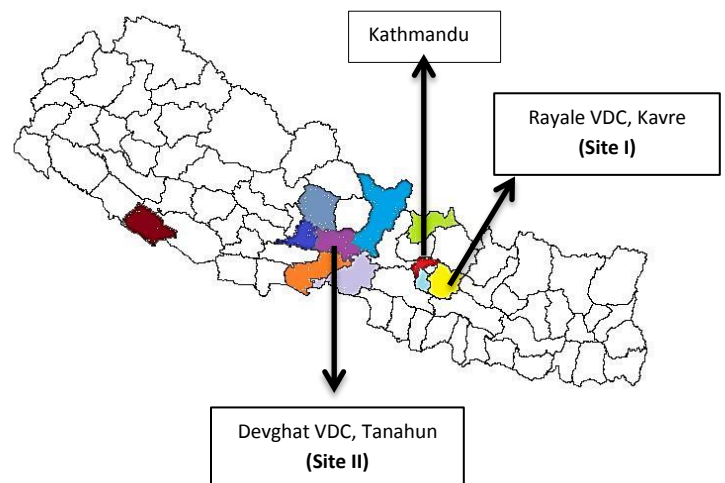 Kathmandu
Rayale VDC, Kavre
(Site I)
Devghat VDC, Tanahun
(Site II)